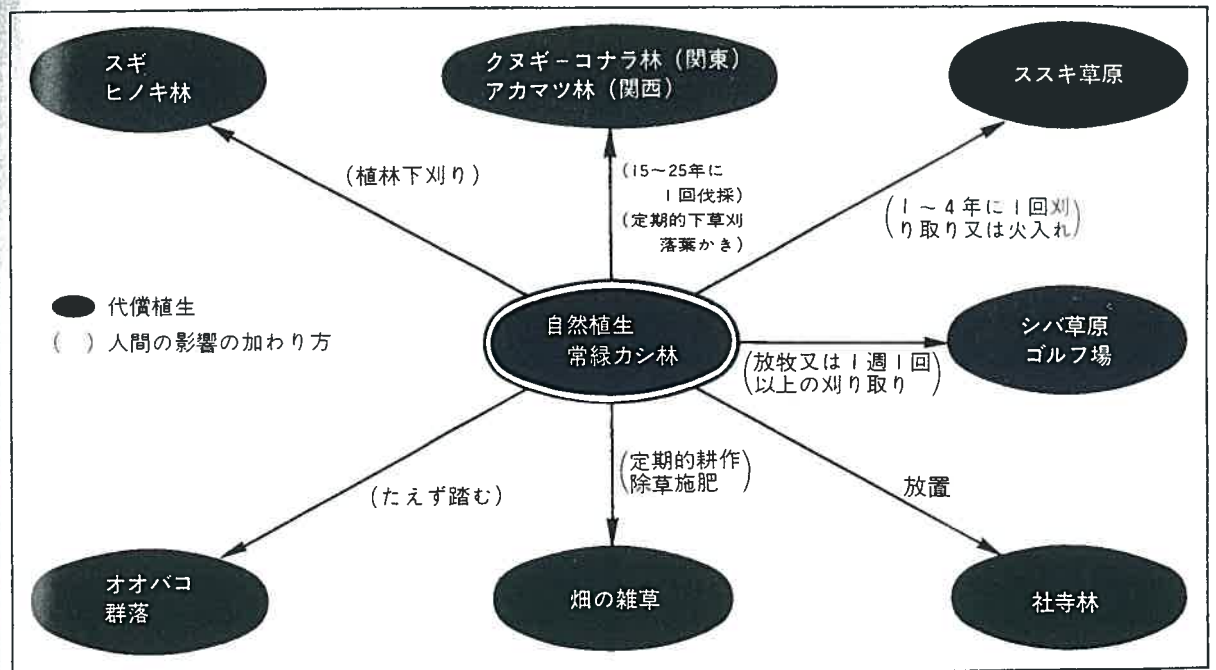 スギ
ヒノキ林
クヌギ-コナラ林(関東)
アカマツ林(関西)
ススキ草原
(植林下刈り)
(15〜25年に
1回伐採)
(定期的下草刈
落葉かき)
(1〜4年に1回刈
り取り又は火入れ)
代償植生
( )人間の影響の加わり方
自然植生
常緑カシ林
(放牧又は1週1回
以上の刈り取り)
シバ草原
ゴルフ場
(たえず踏む)
(定期的耕作
除草施肥)
放置
オオバコ
群落
畑の雑草
社寺林